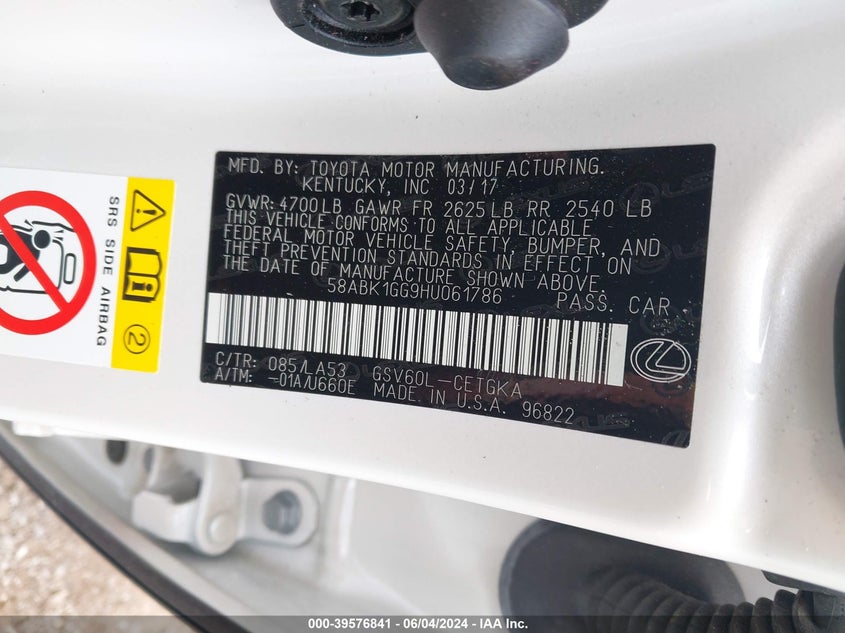 MFD. BY: TOYOTA MOTOR MANUFACTURING.
KENTUCKY, INC 03/17
GVWR: 4700LB GAWR FR 2625LB RR 2540 LB
THIS VEHICLE CONFORMS TO ALL APPLICABLE
FEDERAL MOTOR VEHICLE SAFETY, BUMPER, AND
THEFT PREVENTION STANDARDS IN EFFECT ON
THE DATE OF MANUFACTURE SHOWN ABOVE.
58ABK1GG9HU061786 PASS. CAR
C/TR: 085/LA53 GSV60L-CETGKA
A/TM: -01A/U660E MADE IN U.S.A. 96822
SRS SIDE AIRBAG
2
000-39576841 - 06/04/2024 - IAA Inc.